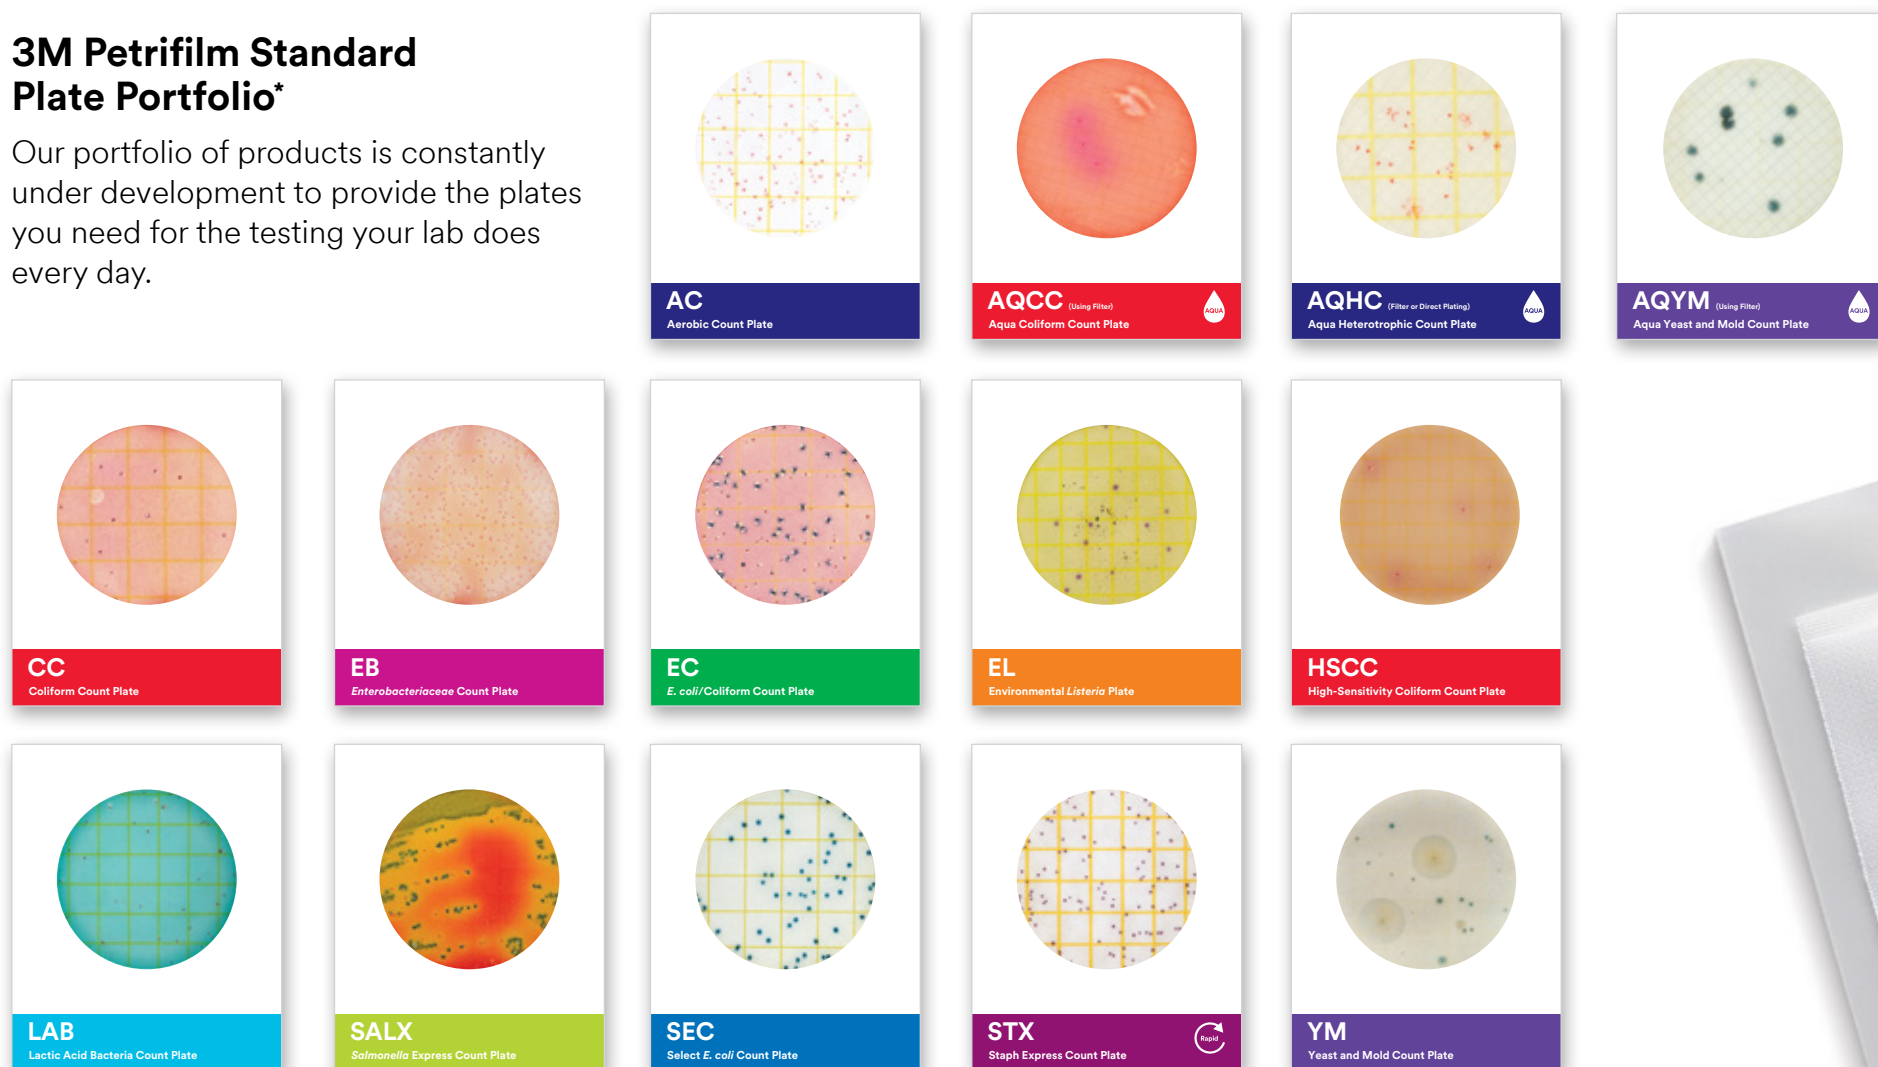 3M Petrifilm Standard
Plate Portfolio*
Our portfolio of products is constantly
under development to provide the plates
you need for the testing your lab does
every day.
AC
Aerobic Count Plate
AQCC (Using Filter)
Aqua Coliform Count Plate
AQUA
AQHC (Filter or Direct Plating)
Aqua Heterotrophic Count Plate
AQUA
AQYM (Using Filter)
Aqua Yeast and Mold Count Plate
AQUA
CC
Coliform Count Plate
EB
Enterobacteriaceae Count Plate
EC
E. coli/Coliform Count Plate
EL
Environmental Listeria Plate
HSCC
High-Sensitivity Coliform Count Plate
LAB
Lactic Acid Bacteria Count Plate
SALX
Salmonella Express Count Plate
SEC
Select E. coli Count Plate
STX
Staph Express Count Plate
Rapid
YM
Yeast and Mold Count Plate